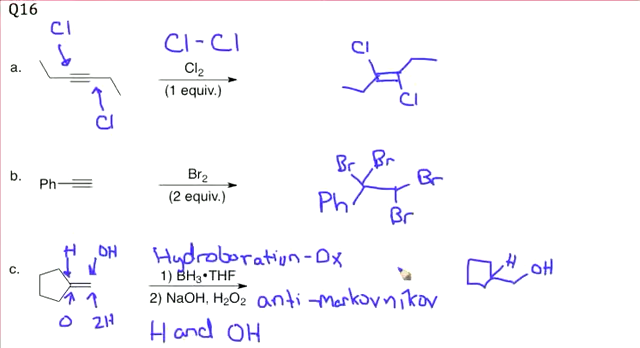 Q16
Cl
Cl-Cl
a.
Cl2
(1 equiv.)
Cl
Cl
Cl
b.
Ph
Br2
(2 equiv.)
Br Br Br
Ph
Br
c.
H OH
Hydroboration-Ox
1) BH3•THF
2) NaOH, H2O2
anti-markovnikov
O 2H
H and OH
H OH